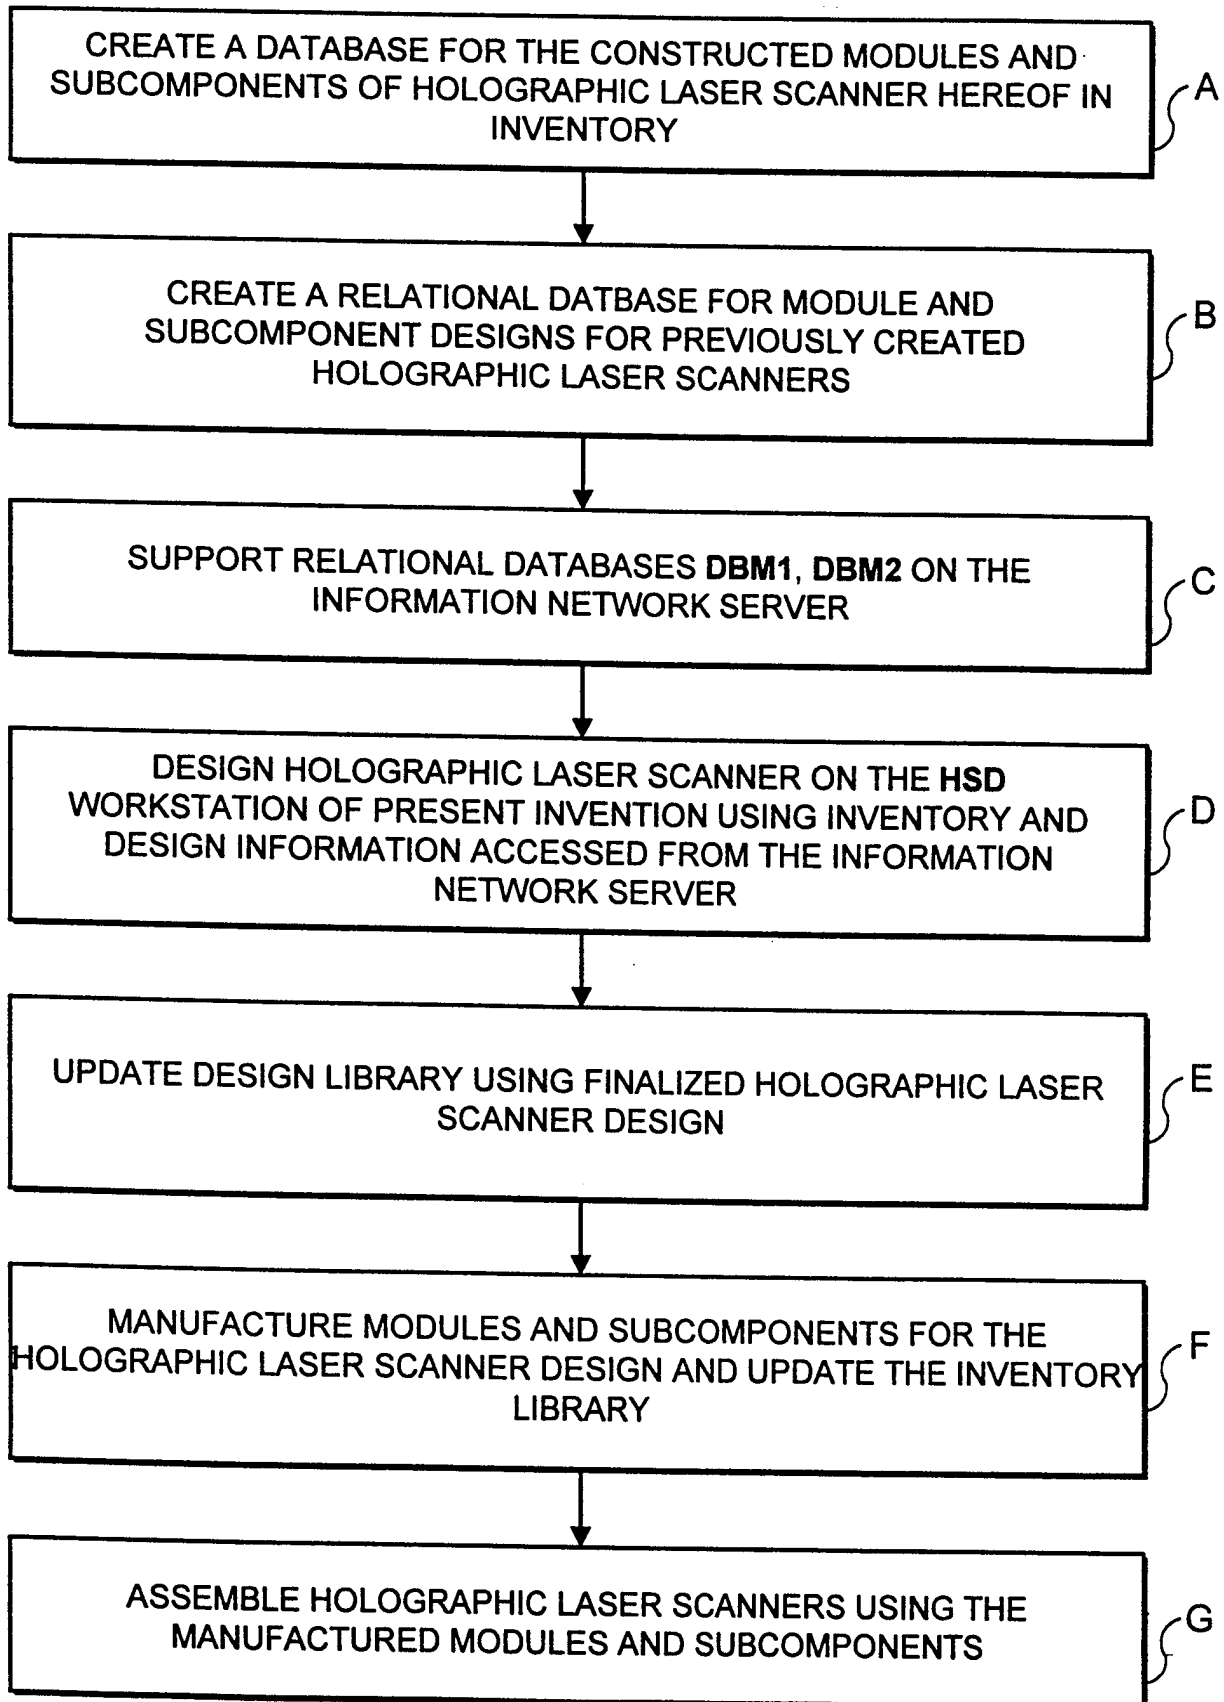 CREATE A DATABASE FOR THE CONSTRUCTED MODULES AND
SUBCOMPONENTS OF HOLOGRAPHIC LASER SCANNER HEREOF IN
INVENTORY
A
CREATE A RELATIONAL DATBASE FOR MODULE AND
SUBCOMPONENT DESIGNS FOR PREVIOUSLY CREATED
HOLOGRAPHIC LASER SCANNERS
B
SUPPORT RELATIONAL DATABASES DBM1, DBM2 ON THE
INFORMATION NETWORK SERVER
C
DESIGN HOLOGRAPHIC LASER SCANNER ON THE HSD
WORKSTATION OF PRESENT INVENTION USING INVENTORY AND
DESIGN INFORMATION ACCESSED FROM THE INFORMATION
NETWORK SERVER
D
UPDATE DESIGN LIBRARY USING FINALIZED HOLOGRAPHIC LASER
SCANNER DESIGN
E
MANUFACTURE MODULES AND SUBCOMPONENTS FOR THE
HOLOGRAPHIC LASER SCANNER DESIGN AND UPDATE THE INVENTORY
LIBRARY
F
ASSEMBLE HOLOGRAPHIC LASER SCANNERS USING THE
MANUFACTURED MODULES AND SUBCOMPONENTS
G